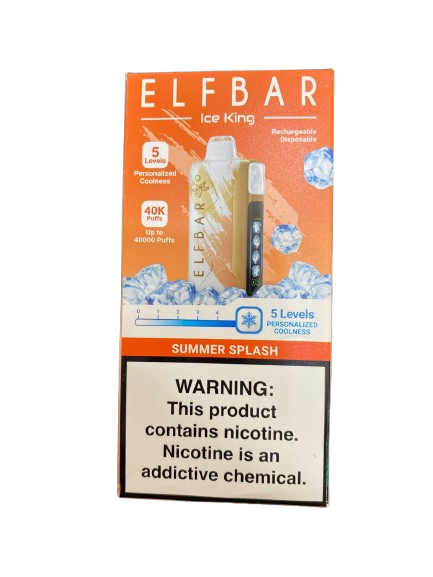 ELFBAR
Ice King
Rechargeable
Disposable
5
Levels
Personalized
Coolness
40K
Puffs
Up to
40000 Puffs
ELFBAR
0 1 2 3 4
5 Levels
PERSONALIZED
COOLNESS
SUMMER SPLASH
WARNING:
This product
contains nicotine.
Nicotine is an
addictive chemical.